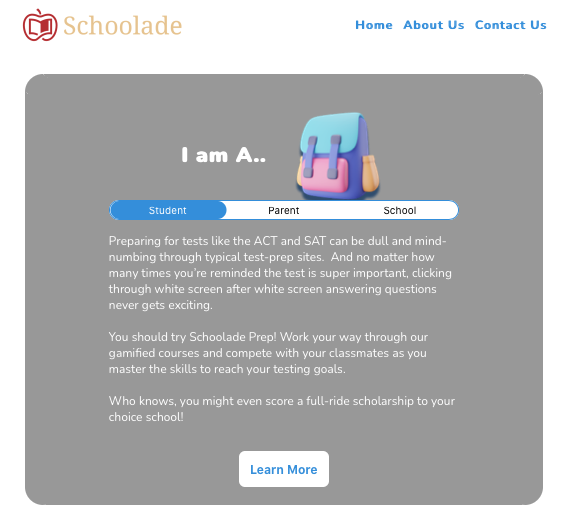 Schoolade
Home About Us Contact Us
I am A..
Student Parent School
Preparing for tests like the ACT and SAT can be dull and mind-
numbing through typical test-prep sites.  And no matter how
many times you're reminded the test is super important, clicking
through white screen after white screen answering questions
never gets exciting.
You should try Schoolade Prep! Work your way through our
gamified courses and compete with your classmates as you
master the skills to reach your testing goals.
Who knows, you might even score a full-ride scholarship to your
choice school!
Learn More